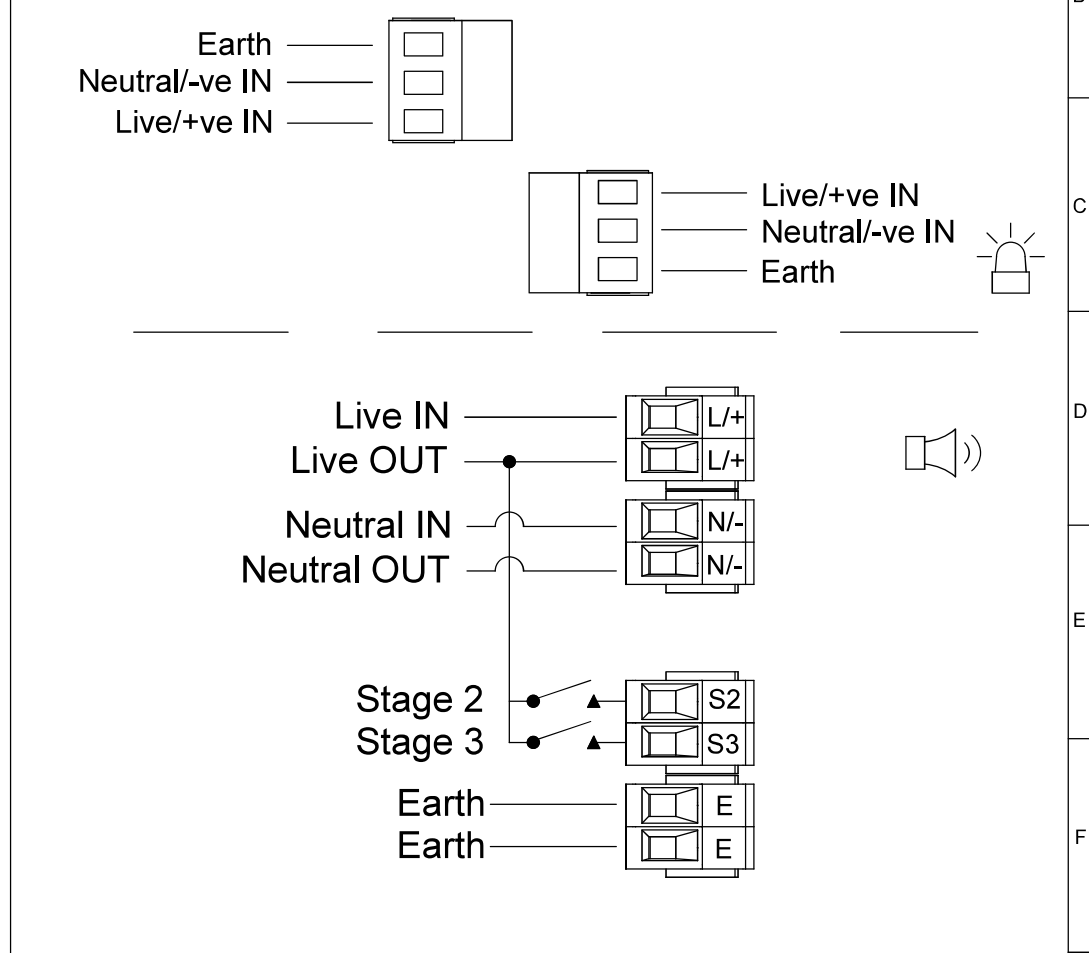 Earth
Neutral/-ve IN
Live/+ve IN
Live/+ve IN
Neutral/-ve IN
Earth
C
Live IN L/+
D
Live OUT L/+
Neutral IN N/-
Neutral OUT N/-
E
Stage 2 S2
Stage 3 S3
Earth E
F
Earth E